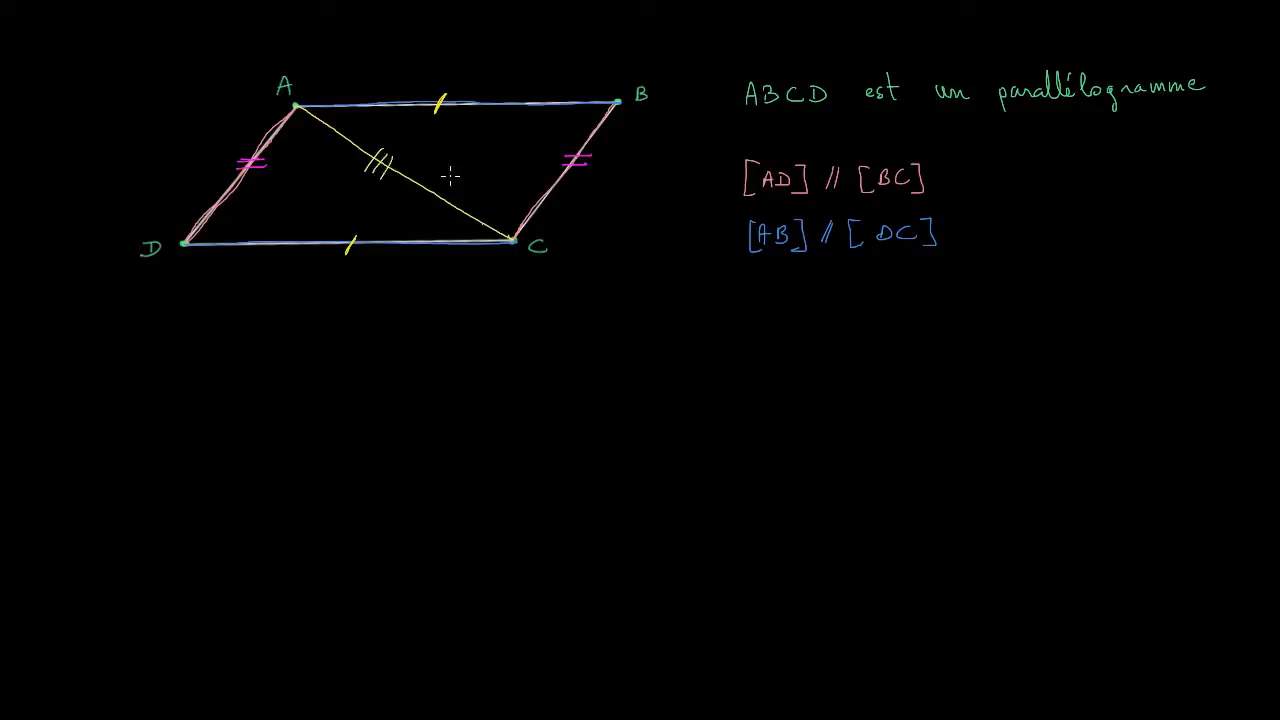 A
B
ABCD est un parallélogramme
[AD] // [BC]
[AB] // [DC]
D
C